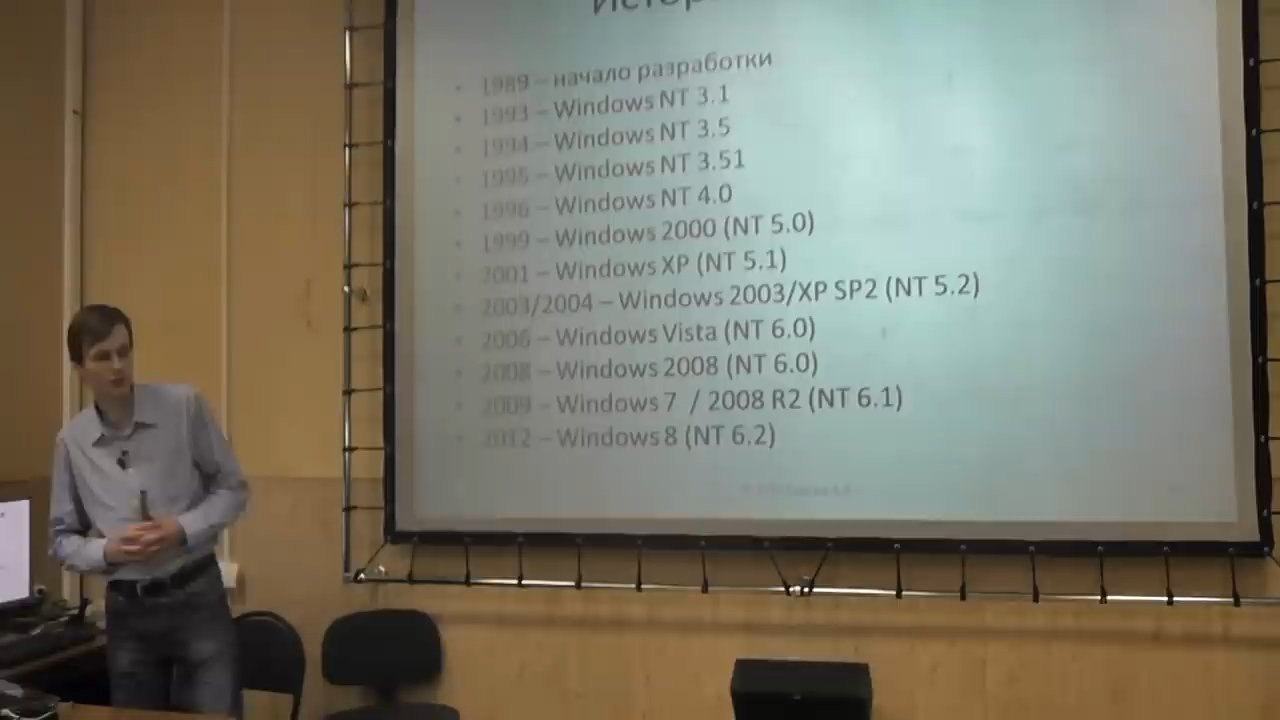 1989 – начало разработки
1993 – Windows NT 3.1
1994 – Windows NT 3.5
1995 – Windows NT 3.51
1996 – Windows NT 4.0
1999 – Windows 2000 (NT 5.0)
2001 – Windows XP (NT 5.1)
2003/2004 – Windows 2003/XP SP2 (NT 5.2)
2006 – Windows Vista (NT 6.0)
2008 – Windows 2008 (NT 6.0)
2009 – Windows 7 / 2008 R2 (NT 6.1)
2012 – Windows 8 (NT 6.2)